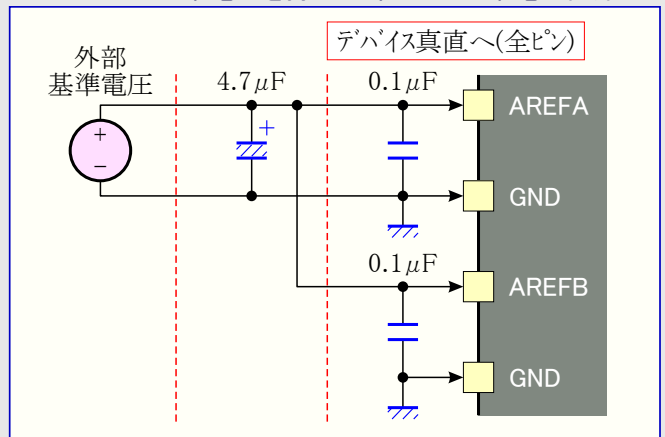 デバイス真直へ(全ピン)
外部
基準電圧
4.7μF
0.1μF
AREFA
+
+
−
GND
0.1μF
AREFB
GND